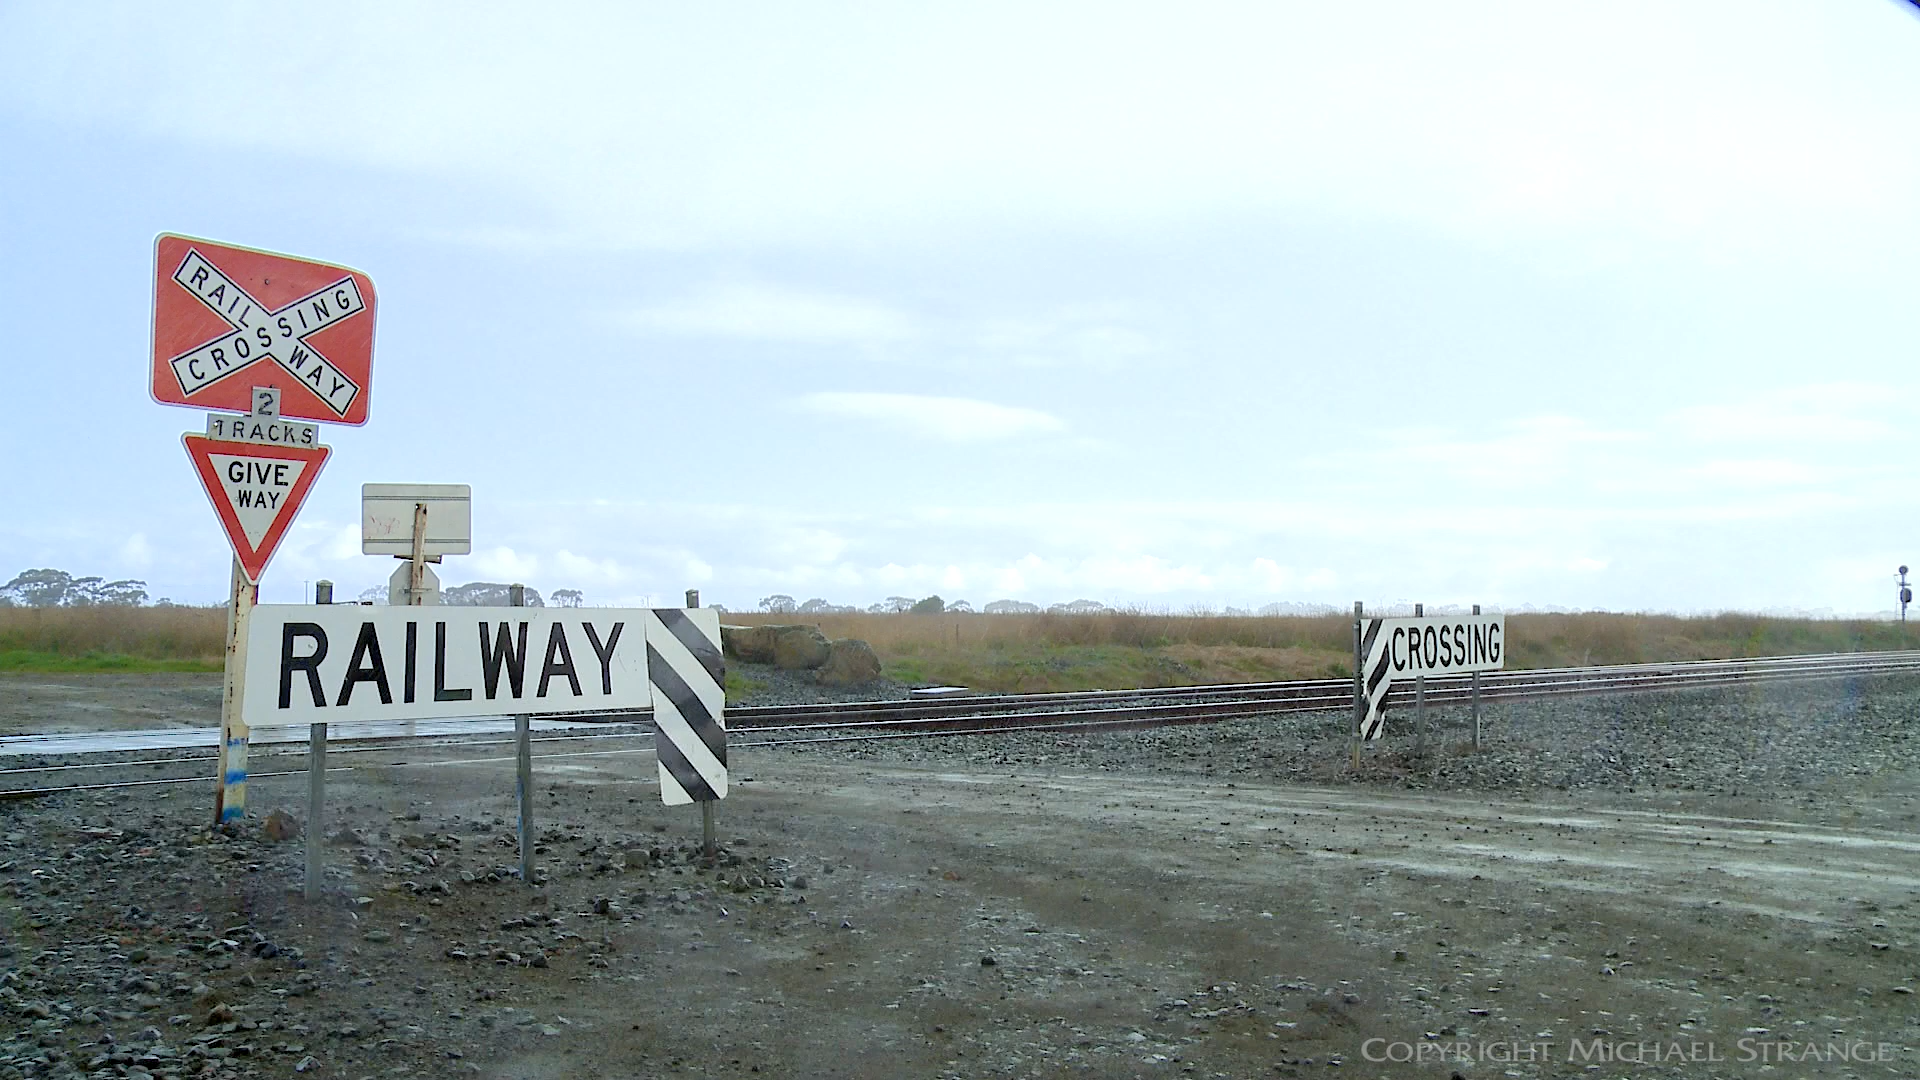 RAILWAY
CROSSING
2
TRACKS
GIVE
WAY
RAILWAY
CROSSING
COPYRIGHT MICHAEL STRANGE